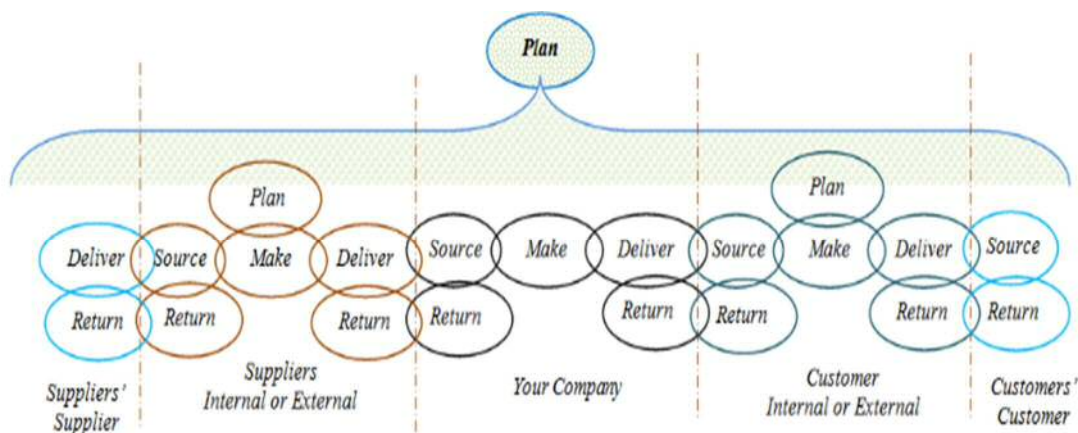 Plan
Plan
Plan
Deliver Source Make Deliver Source Make Deliver Source Make Deliver Source
Return Return Return Return Return Return Return Return
Suppliers'
Supplier
Suppliers
Internal or External
Your Company
Customer
Internal or External
Customers'
Customer